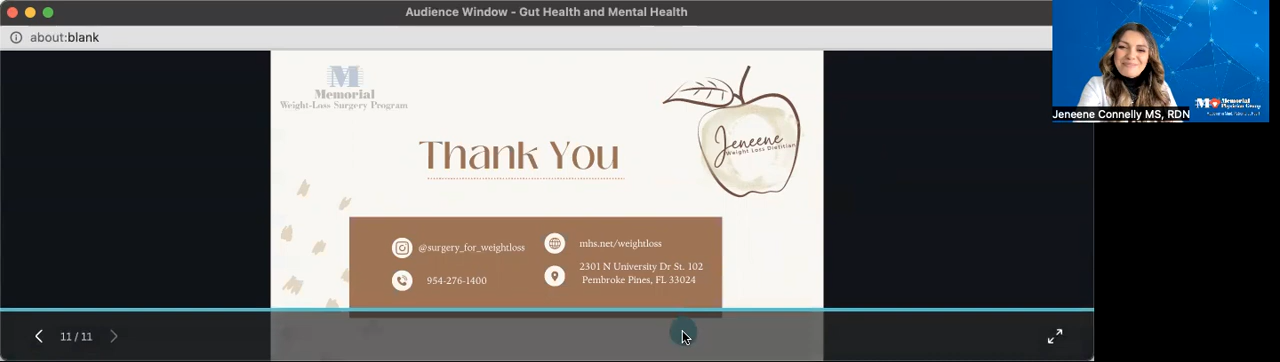 Audience Window - Gut Health and Mental Health
about:blank
M
Memorial
Weight-Loss Surgery Program
Thank You
Jeneene
Weight Loss Dietitian
@surgery_for_weightloss
mhs.net/weightloss
954-276-1400
2301 N University Dr St. 102
Pembroke Pines, FL 33024
11 / 11
Memorial
Physician Group
Jeneene Connelly MS, RDN